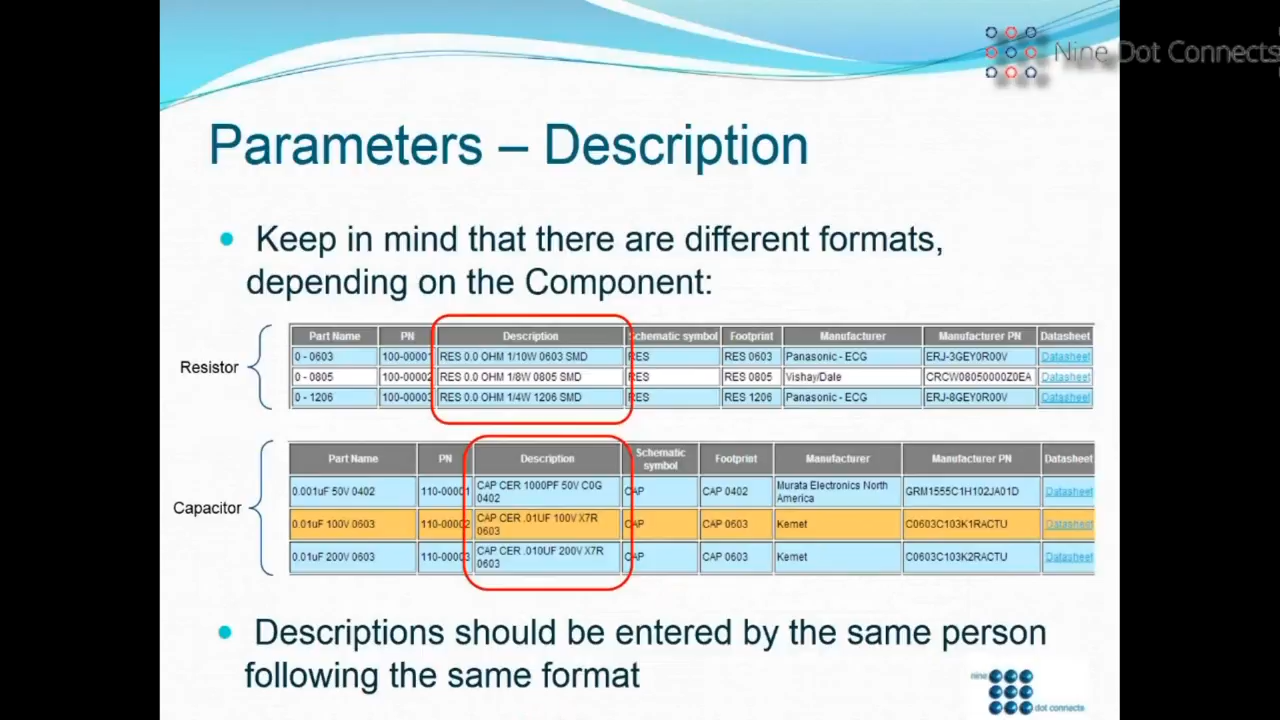 Nine Dot Connects
Parameters – Description
Keep in mind that there are different formats,
depending on the Component:
Resistor
Part Name PN Description Schematic symbol Footprint Manufacturer Manufacturer PN Datasheet
0 - 0603 100-00001 RES 0.0 OHM 1/10W 0603 SMD RES RES 0603 Panasonic - ECG ERJ-3GEY0R00V Datasheet
0 - 0805 100-00002 RES 0.0 OHM 1/8W 0805 SMD RES RES 0805 Vishay/Dale CRCW08050000Z0EA Datasheet
0 - 1206 100-00003 RES 0.0 OHM 1/4W 1206 SMD RES RES 1206 Panasonic - ECG ERJ-8GEY0R00V Datasheet
Capacitor
Part Name PN Description Schematic symbol Footprint Manufacturer Manufacturer PN Datasheet
0.001uF 50V 0402 110-00001 CAP CER 1000PF 50V C0G 0402 CAP CAP 0402 Murata Electronics North America GRM1555C1H102JA01D Datasheet
0.01uF 100V 0603 110-00002 CAP CER .01UF 100V X7R 0603 CAP CAP 0603 Kemet C0603C103K1RACTU Datasheet
0.01uF 200V 0603 110-00003 CAP CER .010UF 200V X7R 0603 CAP CAP 0603 Kemet C0603C103K2RACTU Datasheet
Descriptions should be entered by the same person
following the same format
nine
dot connects